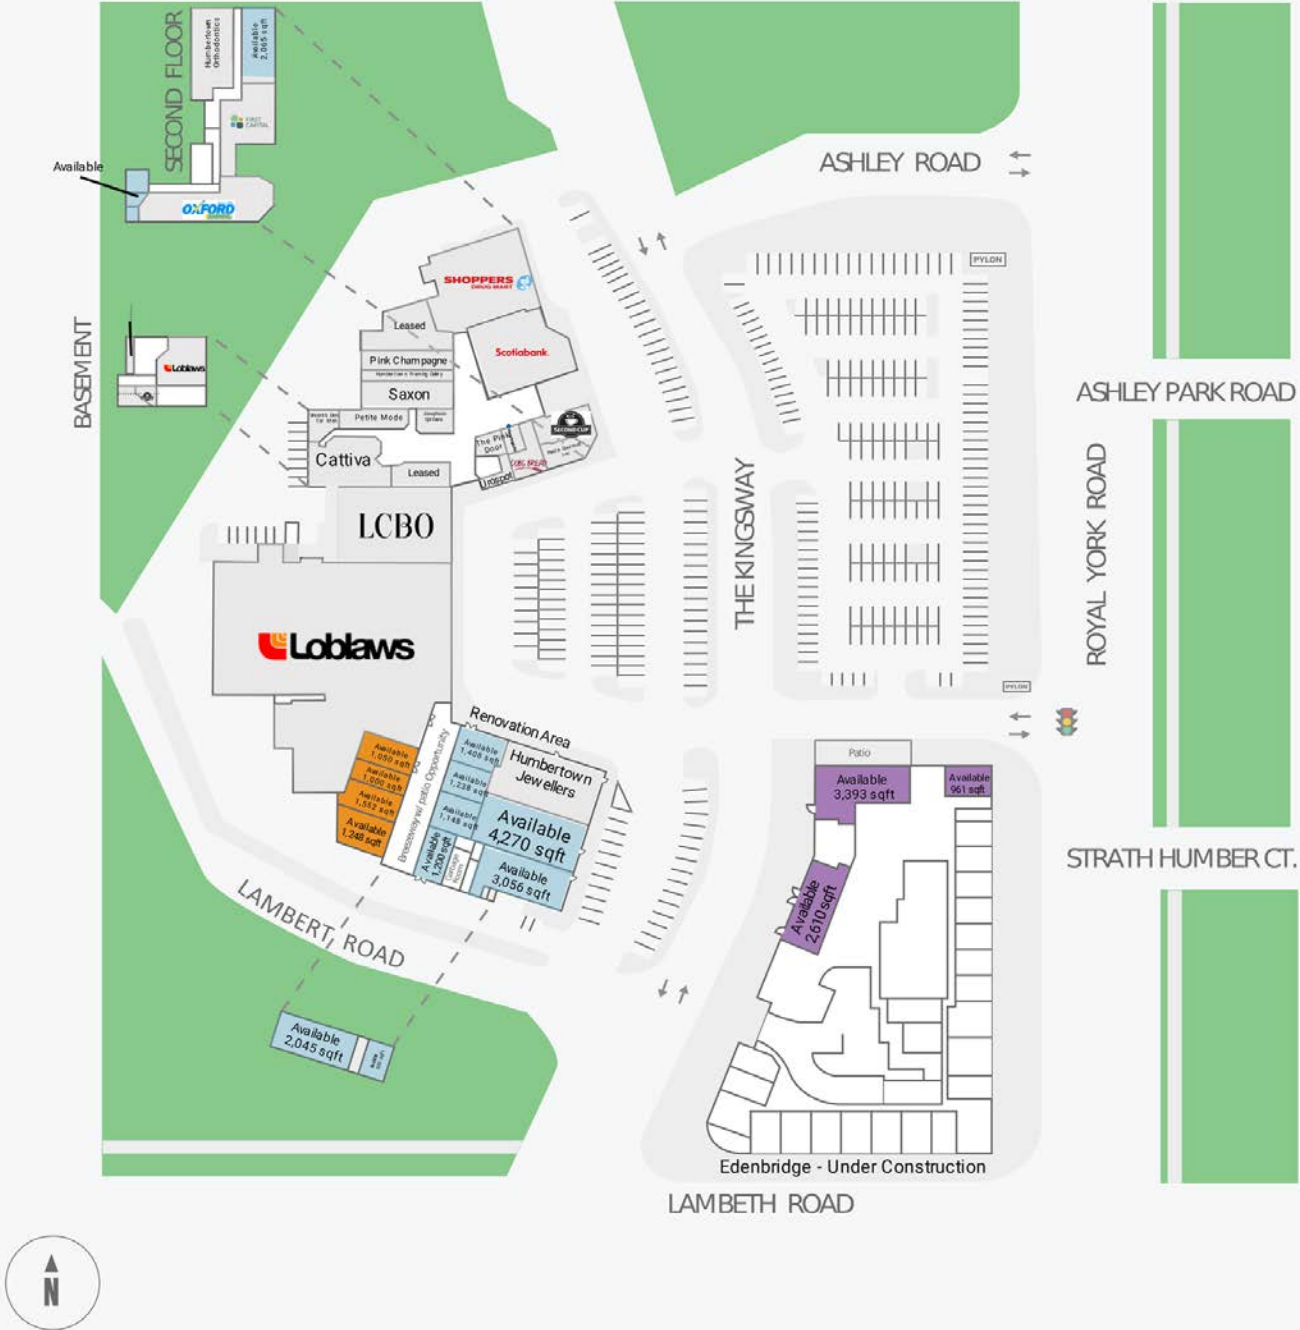 SECOND FLOOR
Humbertown
Orthodontics
Available
2,065 sqft
FIRST
CAPITAL
Available
OXFORD
BASEMENT
Loblaws
ASHLEY ROAD
PYLON
SHOPPERS
DRUG MART
Leased
Scotiabank
Pink Champagne
Saxon
Petite Mode
SECOND CUP
The Pink
Door
COBS BREAD
Cattiva
Leased
Urospot
LCBO
ASHLEY PARK ROAD
THE KINGSWAY
ROYAL YORK ROAD
Loblaws
PYLON
Renovation Area
Available
1,050 sqft
Available
1,000 sqft
Available
1,552 sqft
Available
1,248 sqft
Breezeway w/ patio Opportunity
Available
1,408 sqft
Available
1,238 sqft
Available
1,148 sqft
Available
1,200 sqft
Garbage
Room
Humbertown
Jewellers
Available
4,270 sqft
Available
3,056 sqft
Patio
Available
3,393 sqft
Available
961 sqft
Available
2,610 sqft
STRATH HUMBER CT.
LAMBERT ROAD
Available
2,045 sqft
Edenbridge - Under Construction
LAMBETH ROAD
N